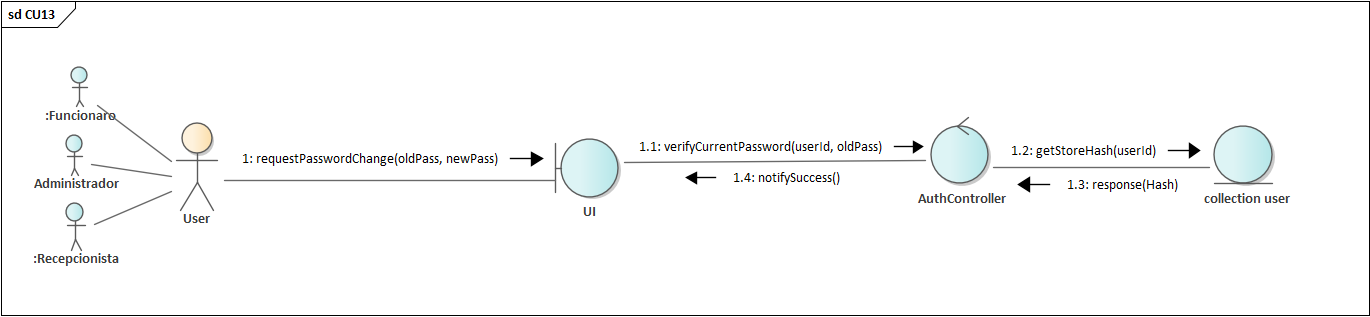 sd CU13
:Funcionaro
Administrador
:Recepcionista
User
1: requestPasswordChange(oldPass, newPass)
UI
1.1: verifyCurrentPassword(userId, oldPass)
1.4: notifySuccess()
AuthController
1.2: getStoreHash(userId)
1.3: response(Hash)
collection user